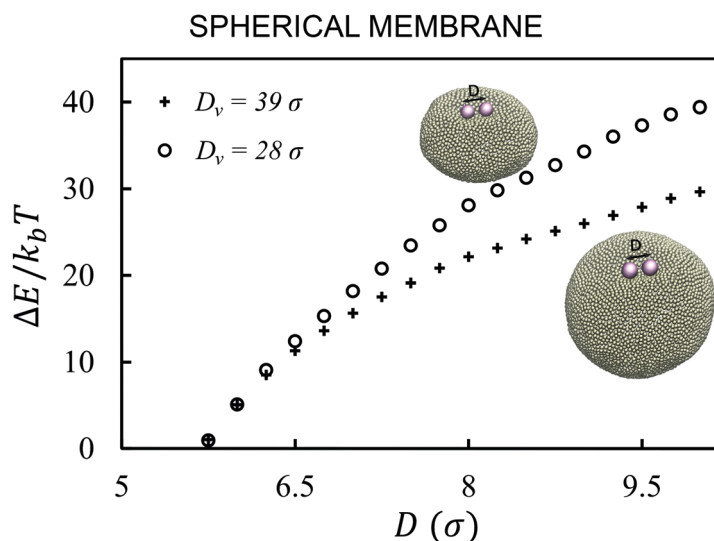 SPHERICAL MEMBRANE
40
30
20
10
0
ΔE/k_bT
+ D_v = 39 σ
o D_v = 28 σ
D
D
5
6.5
8
9.5
D (σ)